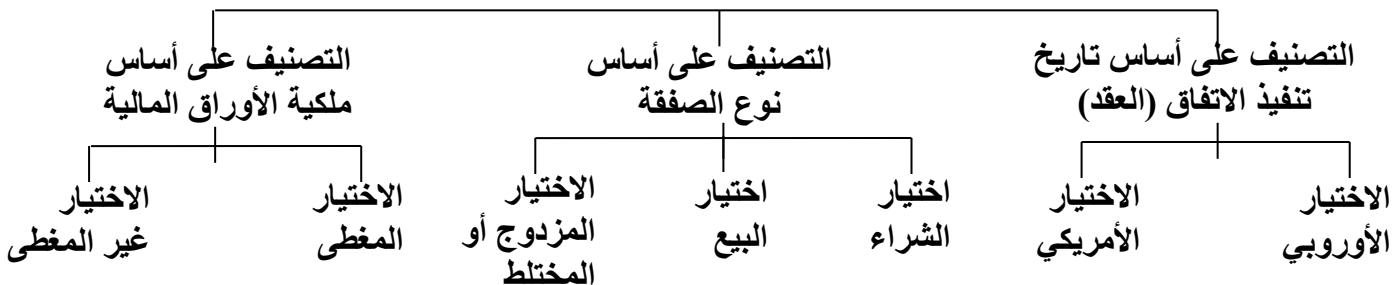 التصنيف على أساس تاريخ
تنفيذ الاتفاق (العقد)
التصنيف على أساس
نوع الصفقة
التصنيف على أساس
ملكية الأوراق المالية
الاختيار
الأوروبي
الاختيار
الأمريكي
اختيار
الشراء
اختيار
البيع
الاختيار
المزدوج أو
المختلط
الاختيار
المغطى
الاختيار
غير المغطى